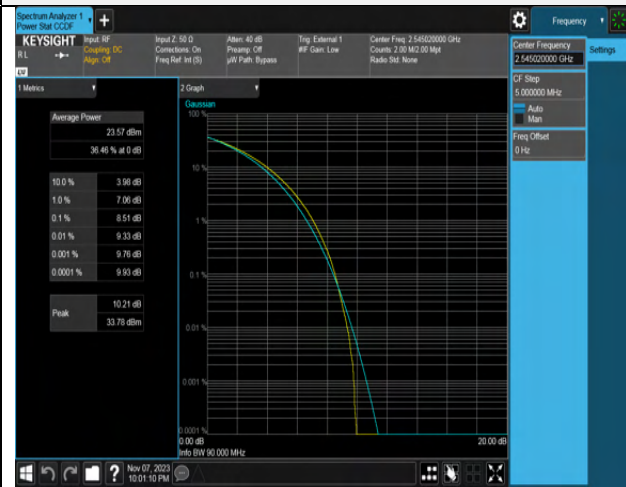 Spectrum Analyzer 1
Power Stat CCDF
Frequency
KEYSIGHT
RL
LXI
Input: RF
Coupling: DC
Align: Off
Input Z: 50 Ω
Corrections: On
Freq Ref: Int (S)
Atten: 40 dB
Preamp: Off
µW Path: Bypass
Trig: External 1
#IF Gain: Low
Center Freq: 2.545020000 GHz
Counts: 2.00 M/2.00 Mpt
Radio Std: None
Center Frequency
2.545020000 GHz
Settings
CF Step
5.000000 MHz
Auto
Man
Freq Offset
0 Hz
1 Metrics
Average Power
23.57 dBm
36.46 % at 0 dB
10.0 % 3.98 dB
1.0 % 7.06 dB
0.1 % 8.51 dB
0.01 % 9.33 dB
0.001 % 9.76 dB
0.0001 % 9.93 dB
Peak
10.21 dB
33.78 dBm
2 Graph
Gaussian
100 %
10 %
1 %
0.1 %
0.01 %
0.001 %
0.0001 %
0.00 dB
20.00 dB
Info BW 90.000 MHz
?
Nov 07, 2023
10:01:10 PM